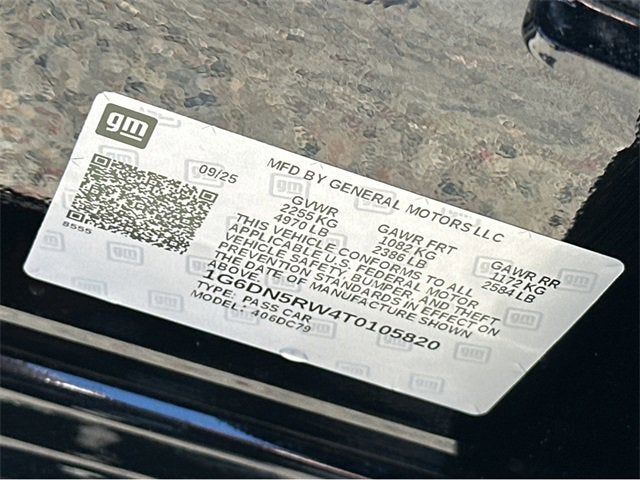 gm
09/25 MFD BY GENERAL MOTORS LLC
GVWR GAWR FRT GAWR RR
2255 KG 1082 KG 1172 KG
4970 LB 2386 LB 2584 LB
8555
THIS VEHICLE CONFORMS TO ALL
APPLICABLE U.S. FEDERAL MOTOR
VEHICLE SAFETY, BUMPER, AND THEFT
PREVENTION STANDARDS IN EFFECT ON
THE DATE OF MANUFACTURE SHOWN
ABOVE.
1G6DN5RW4T0105820
TYPE: PASS CAR
MODEL: 406DC79